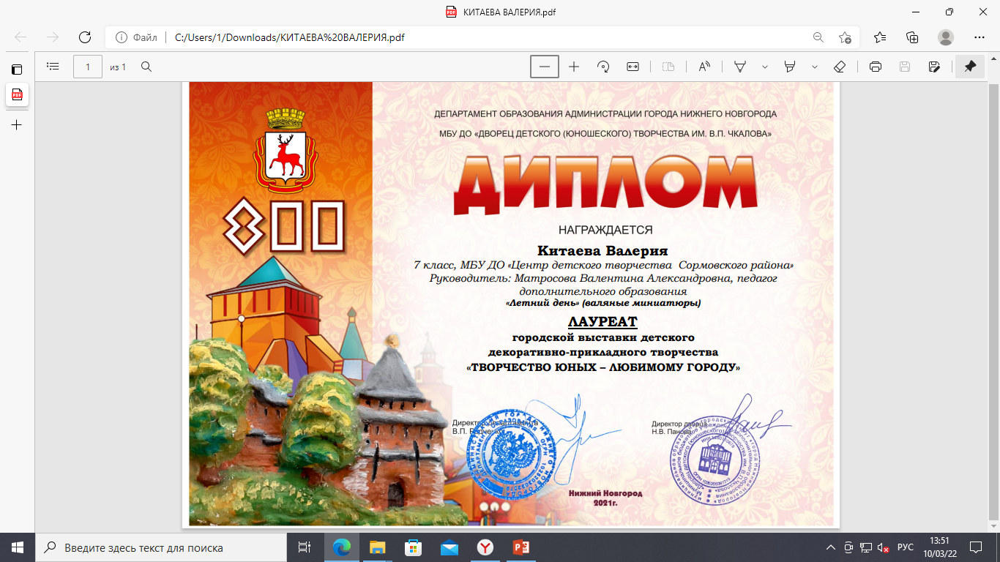 КИТАЕВА ВАЛЕРИЯ.pdf
Файл
C:/Users/1/Downloads/КИТАЕВА%20ВАЛЕРИЯ.pdf
1 из 1
ДЕПАРТАМЕНТ ОБРАЗОВАНИЯ АДМИНИСТРАЦИИ ГОРОДА НИЖНЕГО НОВГОРОДА
МБУ ДО «ДВОРЕЦ ДЕТСКОГО (ЮНОШЕСКОГО) ТВОРЧЕСТВА ИМ. В.П. ЧКАЛОВА»
ДИПЛОМ
800
НАГРАЖДАЕТСЯ
Китаева Валерия
7 класс, МБУ ДО «Центр детского творчества Сормовского района»
Руководитель: Матросова Валентина Александровна, педагог
дополнительного образования
«Летний день» (валяные миниатюры)
ЛАУРЕАТ
городской выставки детского
декоративно-прикладного творчества
«ТВОРЧЕСТВО ЮНЫХ – ЛЮБИМОМУ ГОРОДУ»
Директор департамента
В.П.
Директор дворца
Н.В. Панова
Нижний Новгород
2021г.
Введите здесь текст для поиска
РУС
13:51
10/03/22